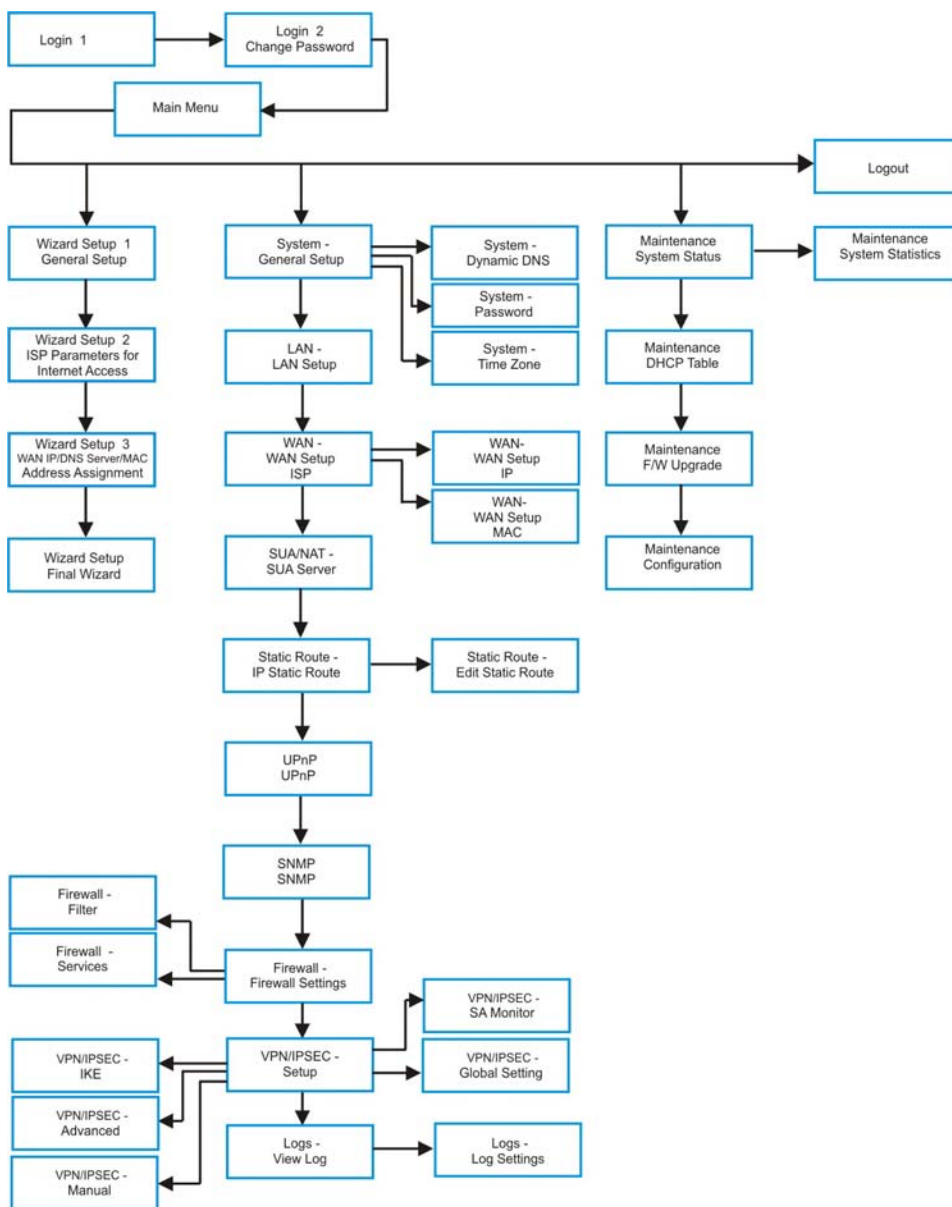 Login 1
Login 2
Change Password
Main Menu
Logout
Wizard Setup 1
General Setup
System -
General Setup
System -
Dynamic DNS
Maintenance
System Status
Maintenance
System Statistics
System -
Password
Wizard Setup 2
ISP Parameters for
Internet Access
LAN -
LAN Setup
System -
Time Zone
Maintenance
DHCP Table
Wizard Setup 3
WAN IP/DNS Server/MAC
Address Assignment
WAN -
WAN Setup
ISP
WAN-
WAN Setup
IP
Maintenance
F/W Upgrade
WAN-
WAN Setup
MAC
Wizard Setup
Final Wizard
SUA/NAT -
SUA Server
Maintenance
Configuration
Static Route -
IP Static Route
Static Route -
Edit Static Route
UPnP
UPnP
SNMP
SNMP
Firewall -
Filter
Firewall -
Services
Firewall -
Firewall Settings
VPN/IPSEC -
SA Monitor
VPN/IPSEC -
IKE
VPN/IPSEC -
Setup
VPN/IPSEC -
Global Setting
VPN/IPSEC -
Advanced
Logs -
View Log
Logs -
Log Settings
VPN/IPSEC -
Manual